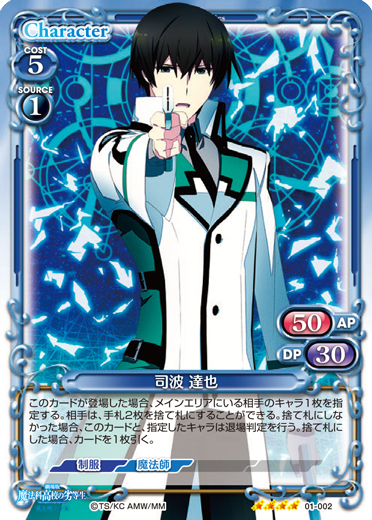 Character
COST
5
SOURCE
1
50 AP
DP 30
司波 達也
このカードが登場した場合、メインエリアにいる相手のキャラ1枚を指
定する。相手は、手札2枚を捨て札にすることができる。捨て札にしな
かった場合、このカードと、指定したキャラは退場判定を行う。捨て札に
した場合、カードを1枚引く。
制服 魔法師
魔法科高校の劣等生
©TS/KC AMW/MM
01-002